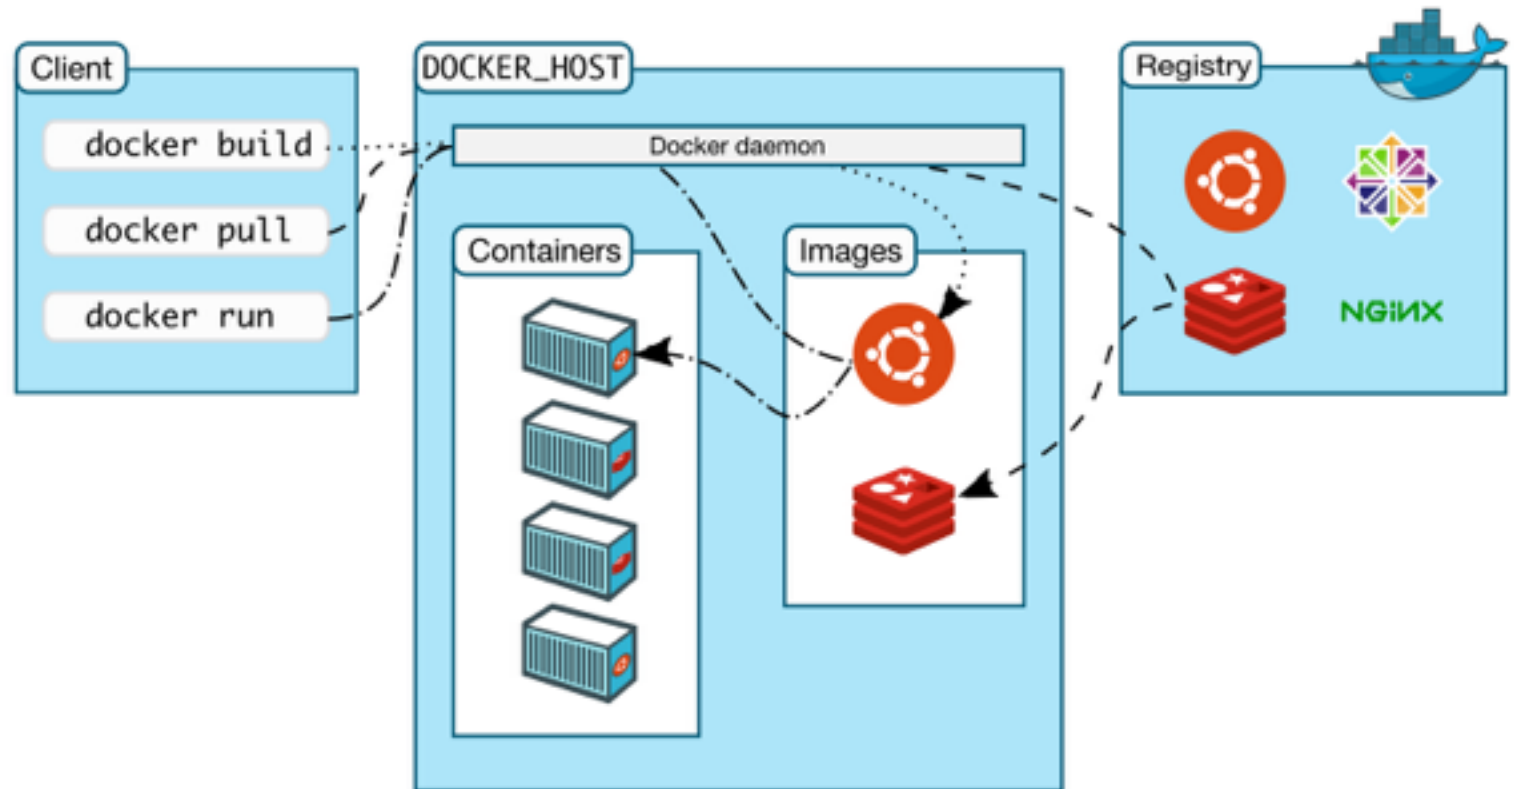 Client
docker build
docker pull
docker run
DOCKER_HOST
Docker daemon
Containers
Images
Registry
NGiNX